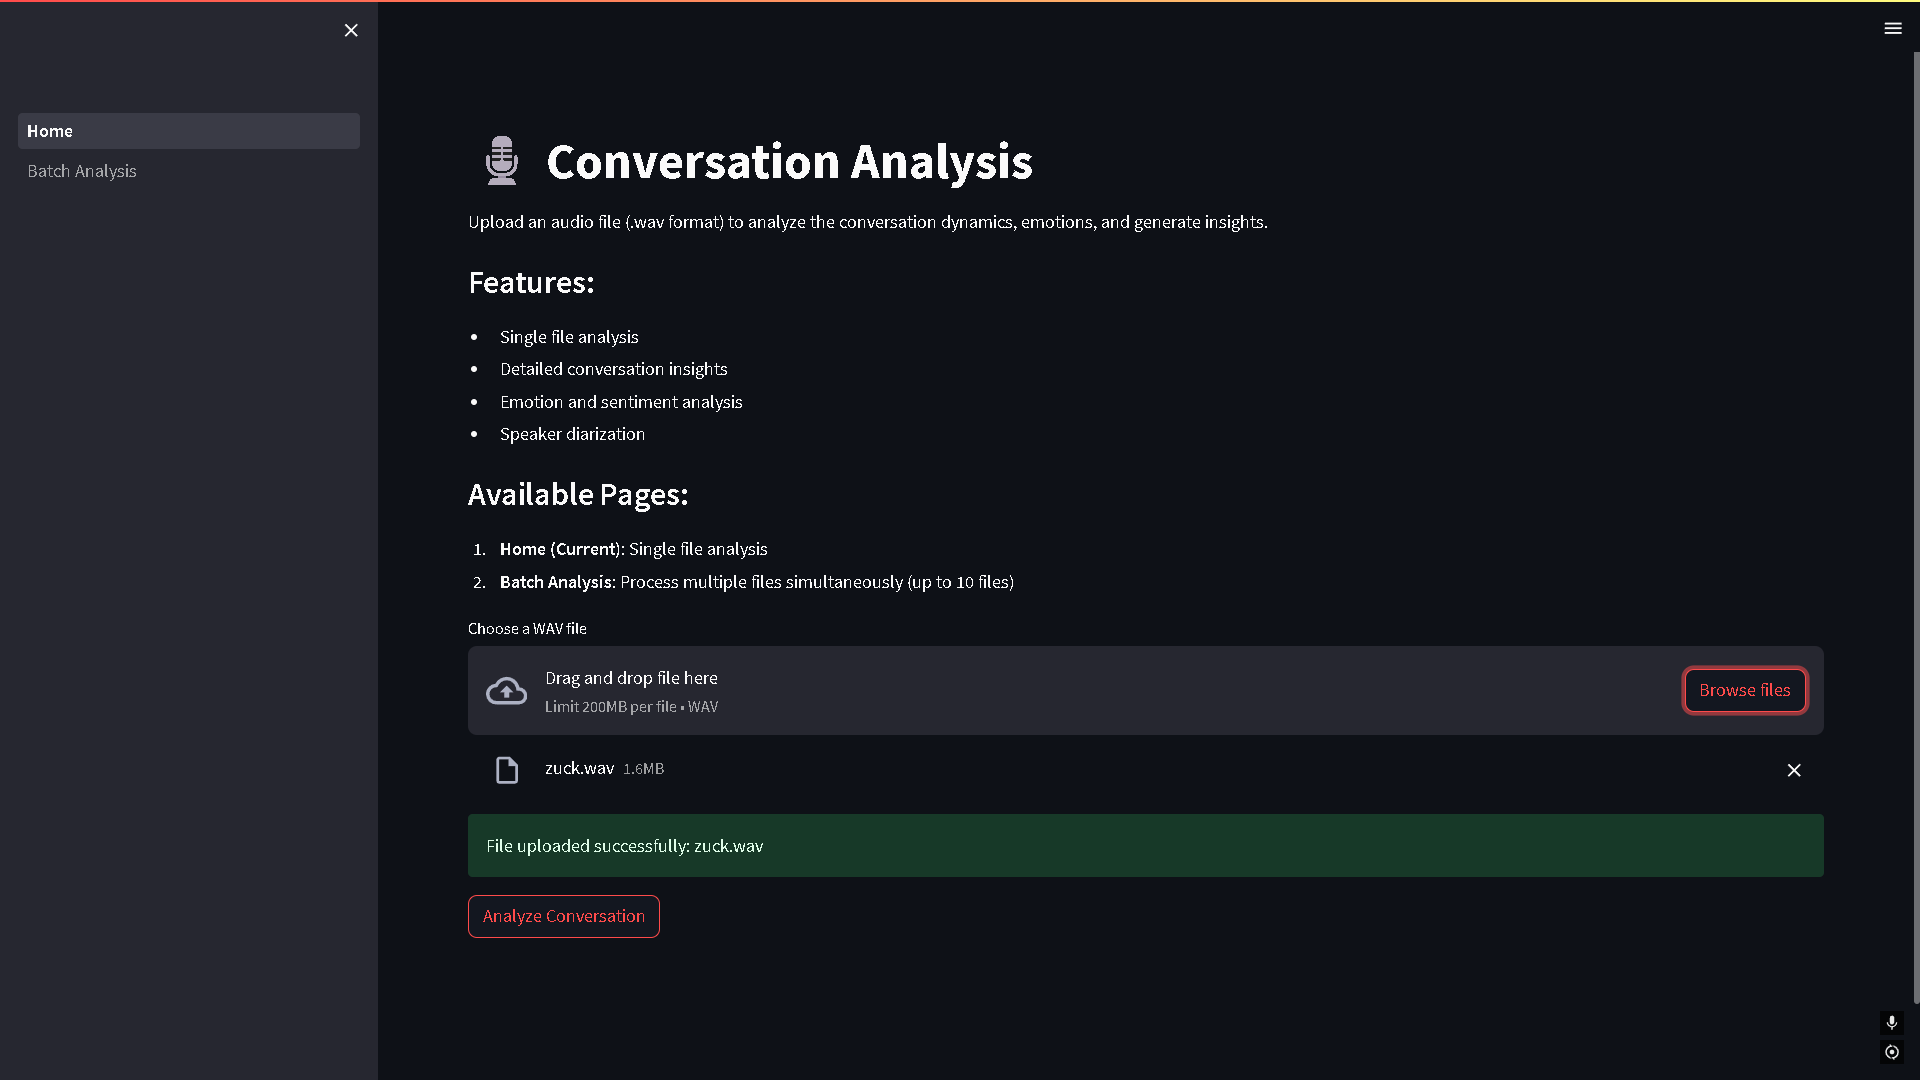 Home
Batch Analysis
Conversation Analysis
Upload an audio file (.wav format) to analyze the conversation dynamics, emotions, and generate insights.
Features:
• Single file analysis
• Detailed conversation insights
• Emotion and sentiment analysis
• Speaker diarization
Available Pages:
1. Home (Current): Single file analysis
2. Batch Analysis: Process multiple files simultaneously (up to 10 files)
Choose a WAV file
Drag and drop file here
Limit 200MB per file • WAV
Browse files
zuck.wav 1.6MB
File uploaded successfully: zuck.wav
Analyze Conversation